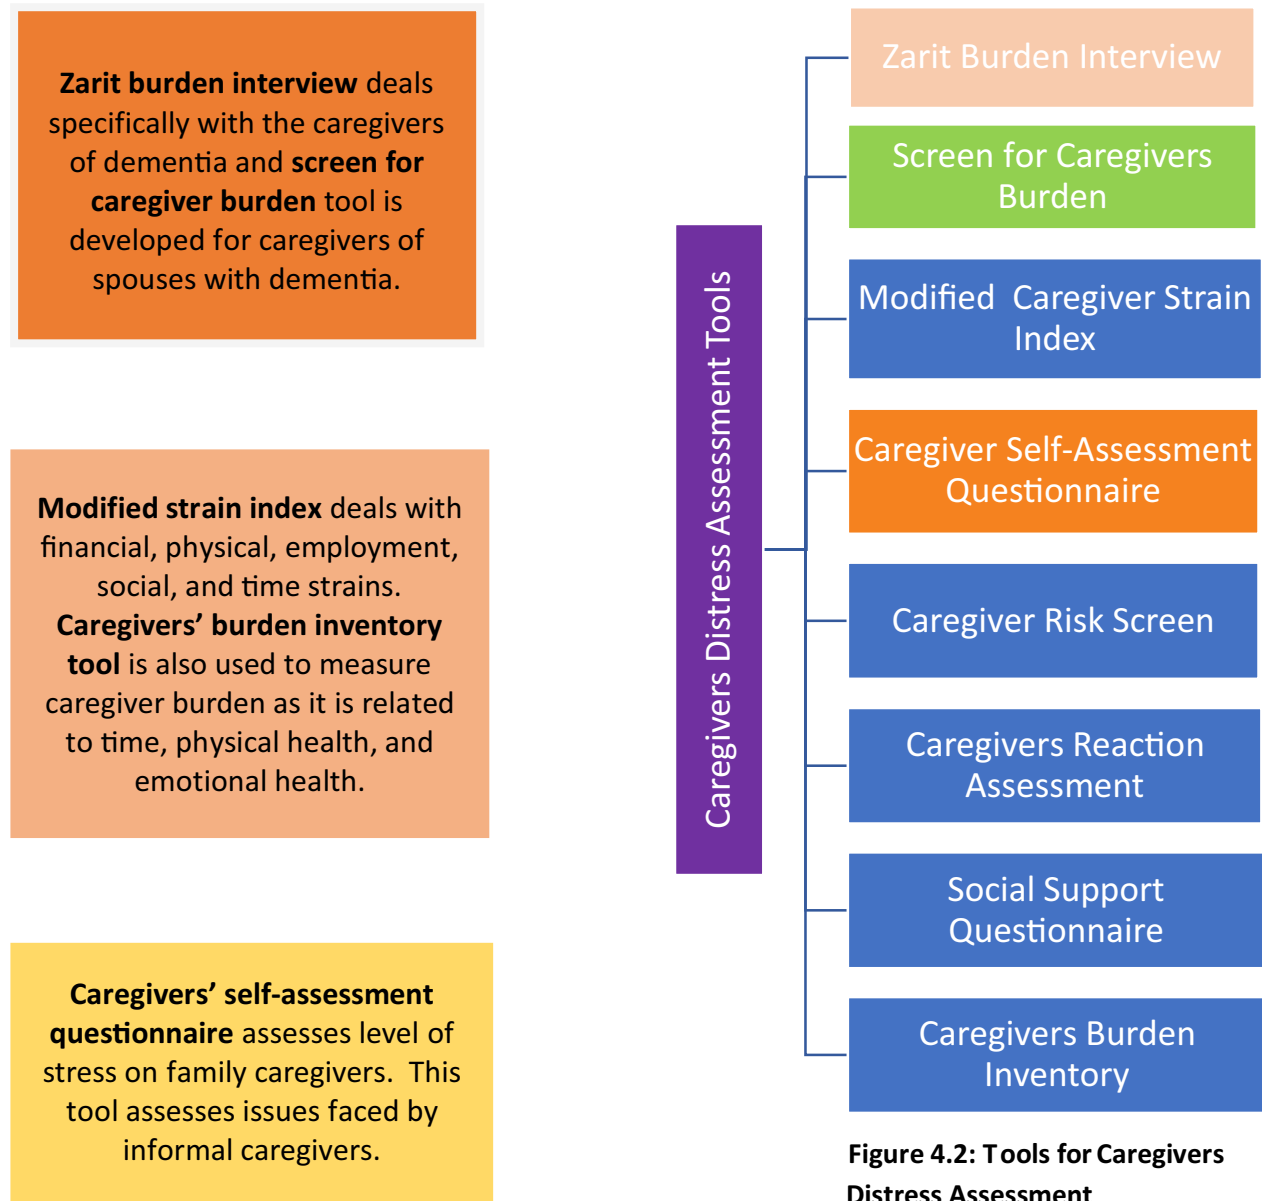 Zarit burden interview deals
specifically with the caregivers
of dementia and screen for
caregiver burden tool is
developed for caregivers of
spouses with dementia.
Modified strain index deals with
financial, physical, employment,
social, and time strains.
Caregivers’ burden inventory
tool is also used to measure
caregiver burden as it is related
to time, physical health, and
emotional health.
Caregivers’ self-assessment
questionnaire assesses level of
stress on family caregivers. This
tool assesses issues faced by
informal caregivers.
Caregivers Distress Assessment Tools
Zarit Burden Interview
Screen for Caregivers
Burden
Modified Caregiver Strain
Index
Caregiver Self-Assessment
Questionnaire
Caregiver Risk Screen
Caregivers Reaction
Assessment
Social Support
Questionnaire
Caregivers Burden
Inventory
Figure 4.2: Tools for Caregivers
Distress Assessment